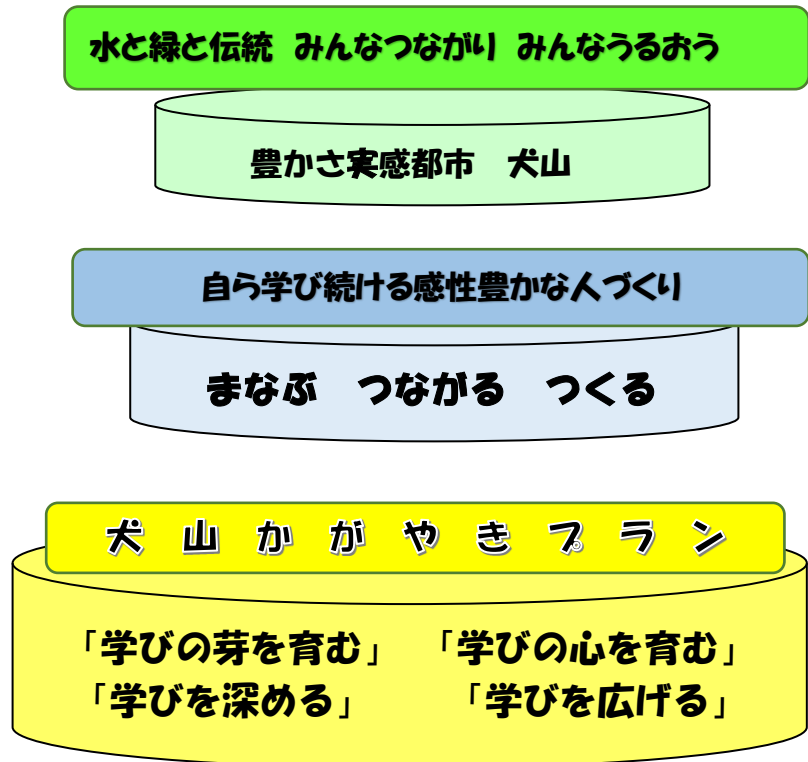 水と緑と伝統 みんなつながり みんなうるおう
豊かさ実感都市　犬山
自ら学び続ける感性豊かな人づくり
まなぶ　つながる　つくる
犬 山 か が や き プ ラ ン
「学びの芽を育む」　「学びの心を育む」
「学びを深める」　「学びを広げる」